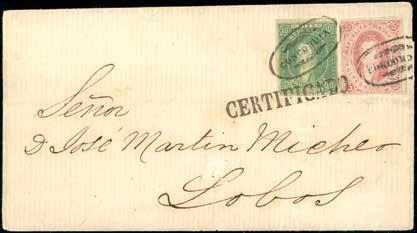 CERTIFICADO
Señor
D José Martin Micheo
Lobos